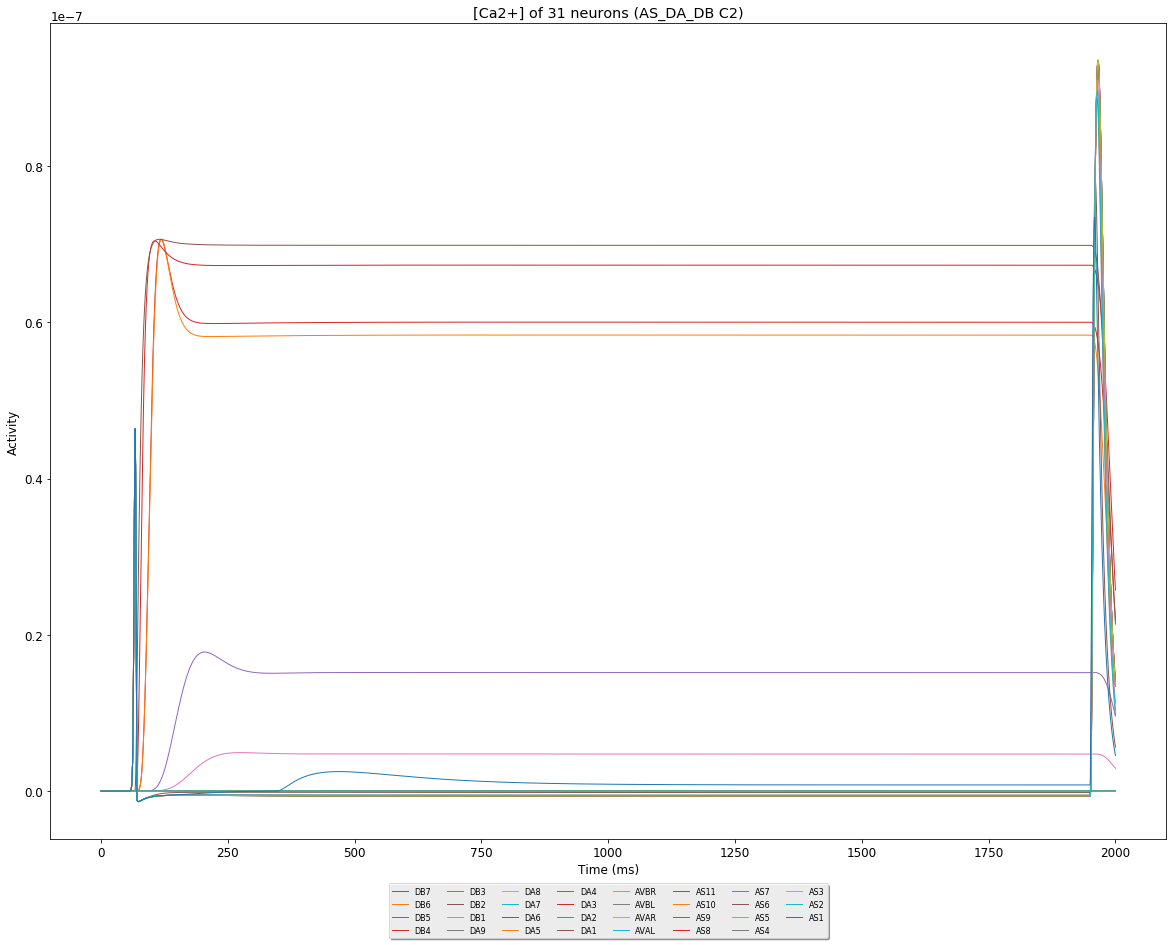 [Ca2+] of 31 neurons (AS_DA_DB C2)
1e−7
0.8
0.6
0.4
0.2
0.0
Activity
0 250 500 750 1000 1250 1500 1750 2000
Time (ms)
DB7 DB3 DA8 DA4 AVBR AS11 AS7 AS3
DB6 DB2 DA7 DA3 AVBL AS10 AS6 AS2
DB5 DB1 DA6 DA2 AVAR AS9 AS5 AS1
DB4 DA9 DA5 DA1 AVAL AS8 AS4